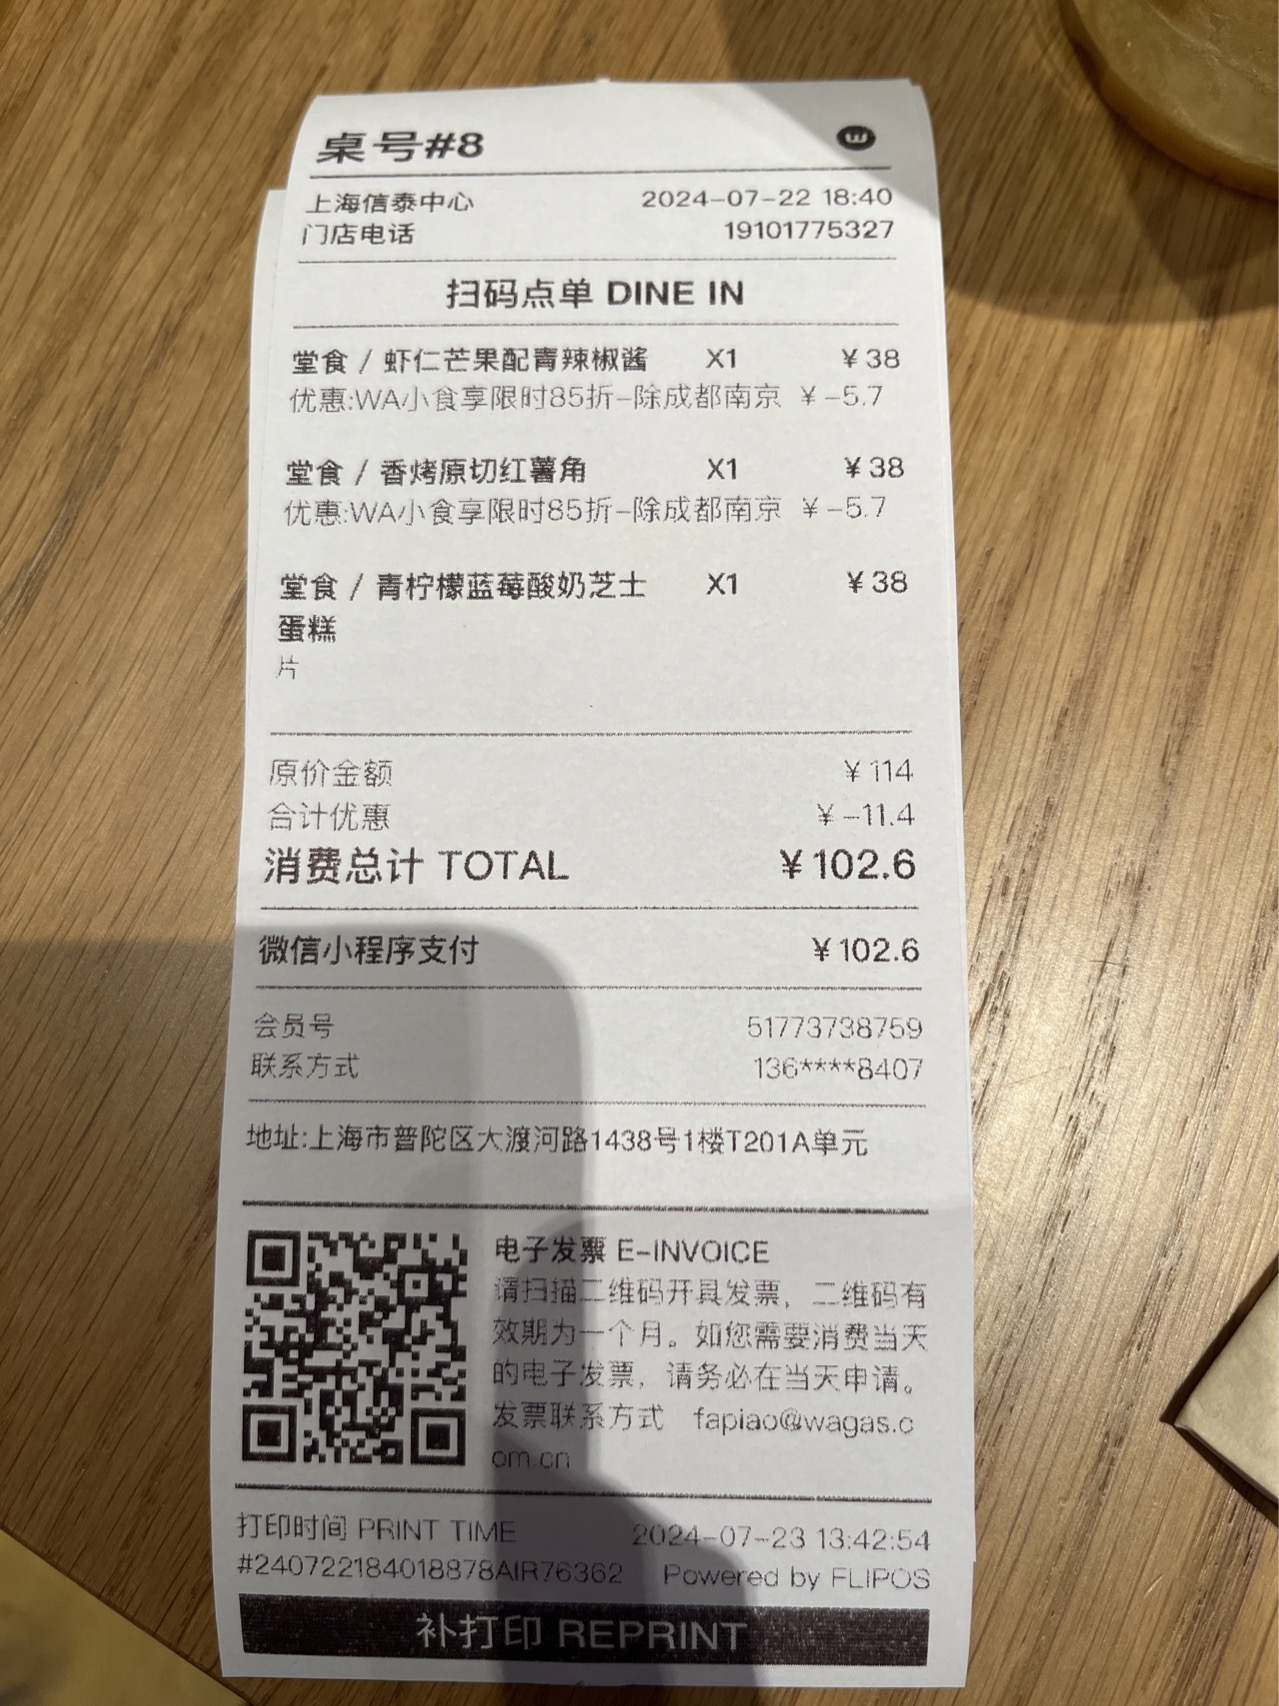 桌号#8
W
上海信泰中心 2024-07-22 18:40
门店电话 19101775327
扫码点单 DINE IN
堂食 / 虾仁芒果配青辣椒酱 X1 ¥38
优惠:WA小食享限时85折-除成都南京 ¥-5.7
堂食 / 香烤原切红薯角 X1 ¥38
优惠:WA小食享限时85折-除成都南京 ¥-5.7
堂食 / 青柠檬蓝莓酸奶芝士 X1 ¥38
蛋糕
片
原价金额 ¥114
合计优惠 ¥-11.4
消费总计 TOTAL ¥102.6
微信小程序支付 ¥102.6
会员号 51773738759
联系方式 136****8407
地址:上海市普陀区大渡河路1438号1楼T201A单元
电子发票 E-INVOICE
请扫描二维码开具发票，二维码有
效期为一个月。如您需要消费当天
的电子发票，请务必在当天申请。
发票联系方式 fapiao@wagas.c
om.cn
打印时间 PRINT TIME 2024-07-23 13:42:54
#240722184018878AIR76362 Powered by FLIPOS
补打印 REPRINT